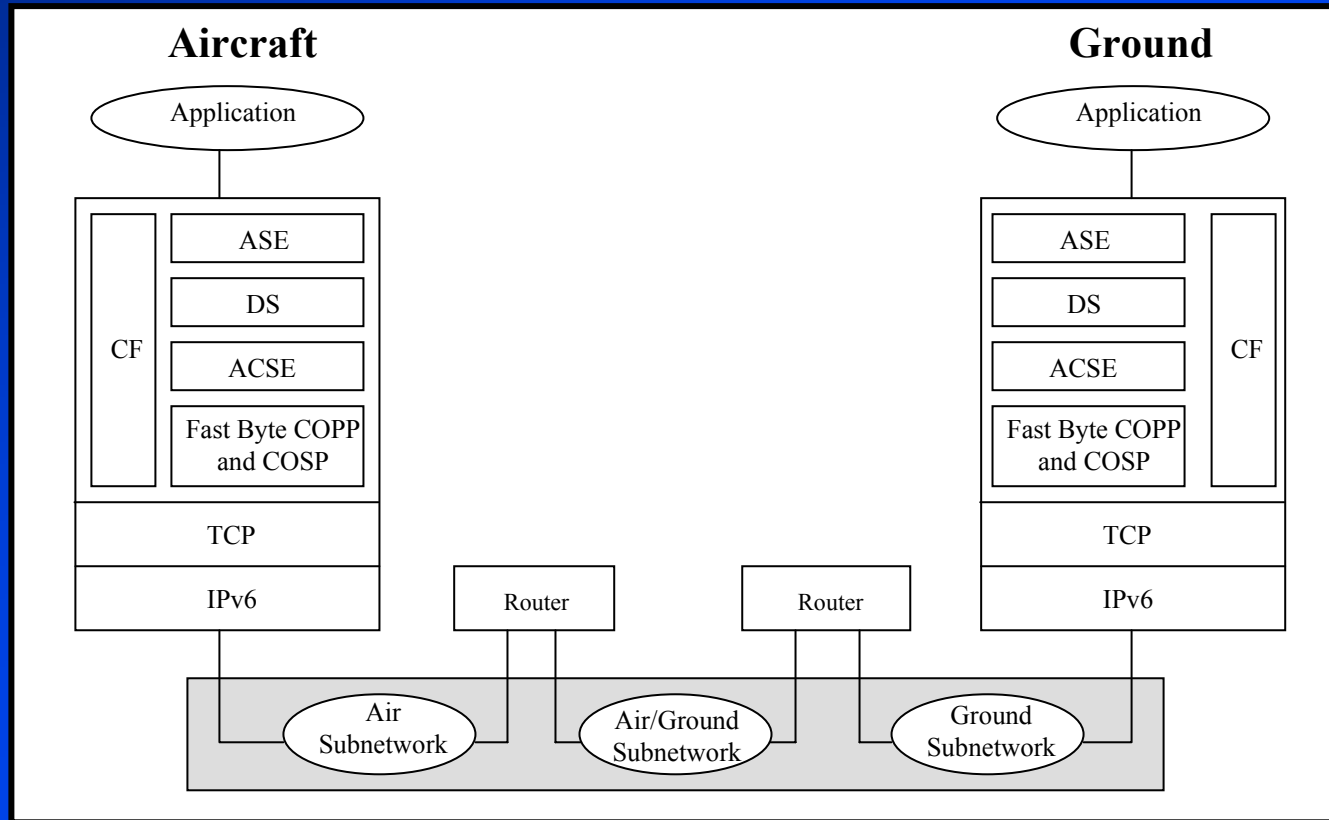 Aircraft
Ground
Application
Application
CF
ASE
DS
ACSE
Fast Byte COPP
and COSP
ASE
DS
ACSE
Fast Byte COPP
and COSP
CF
TCP
TCP
IPv6
Router
Router
IPv6
Air
Subnetwork
Air/Ground
Subnetwork
Ground
Subnetwork